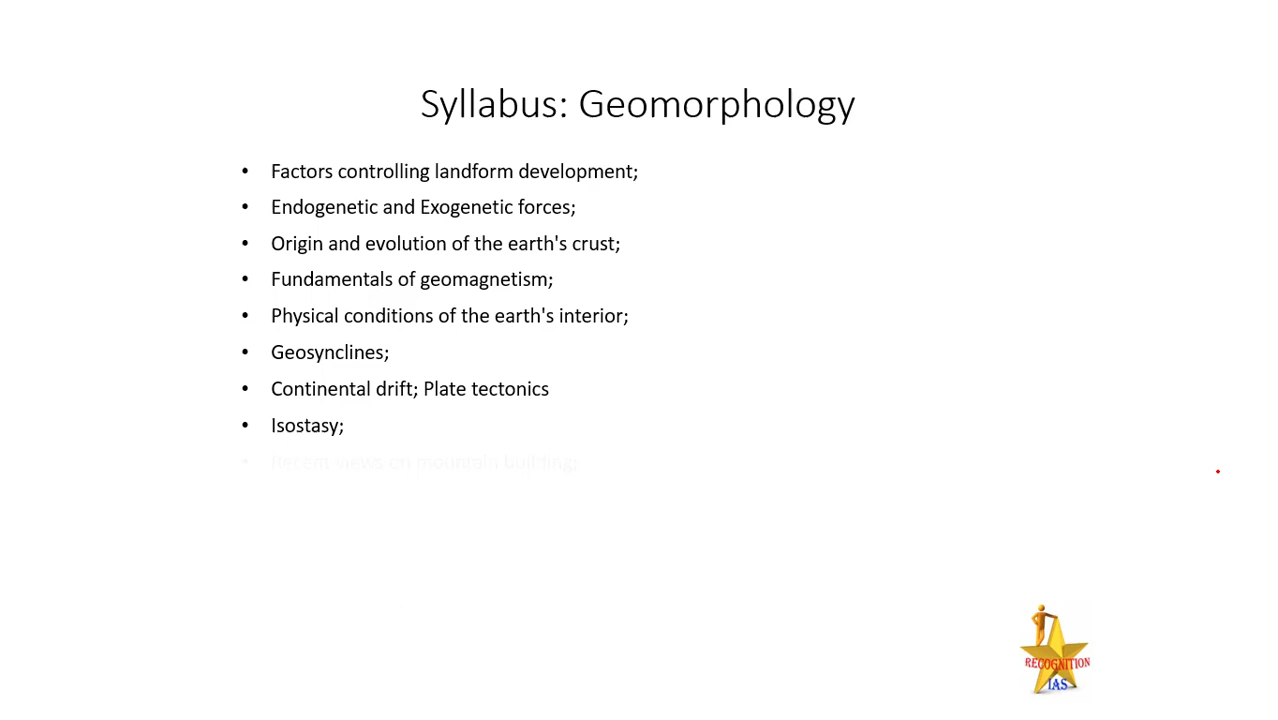 Syllabus: Geomorphology
• Factors controlling landform development;
• Endogenetic and Exogenetic forces;
• Origin and evolution of the earth's crust;
• Fundamentals of geomagnetism;
• Physical conditions of the earth's interior;
• Geosynclines;
• Continental drift; Plate tectonics
• Isostasy;
• Recent views on mountain building;
RECOGNITION
IAS